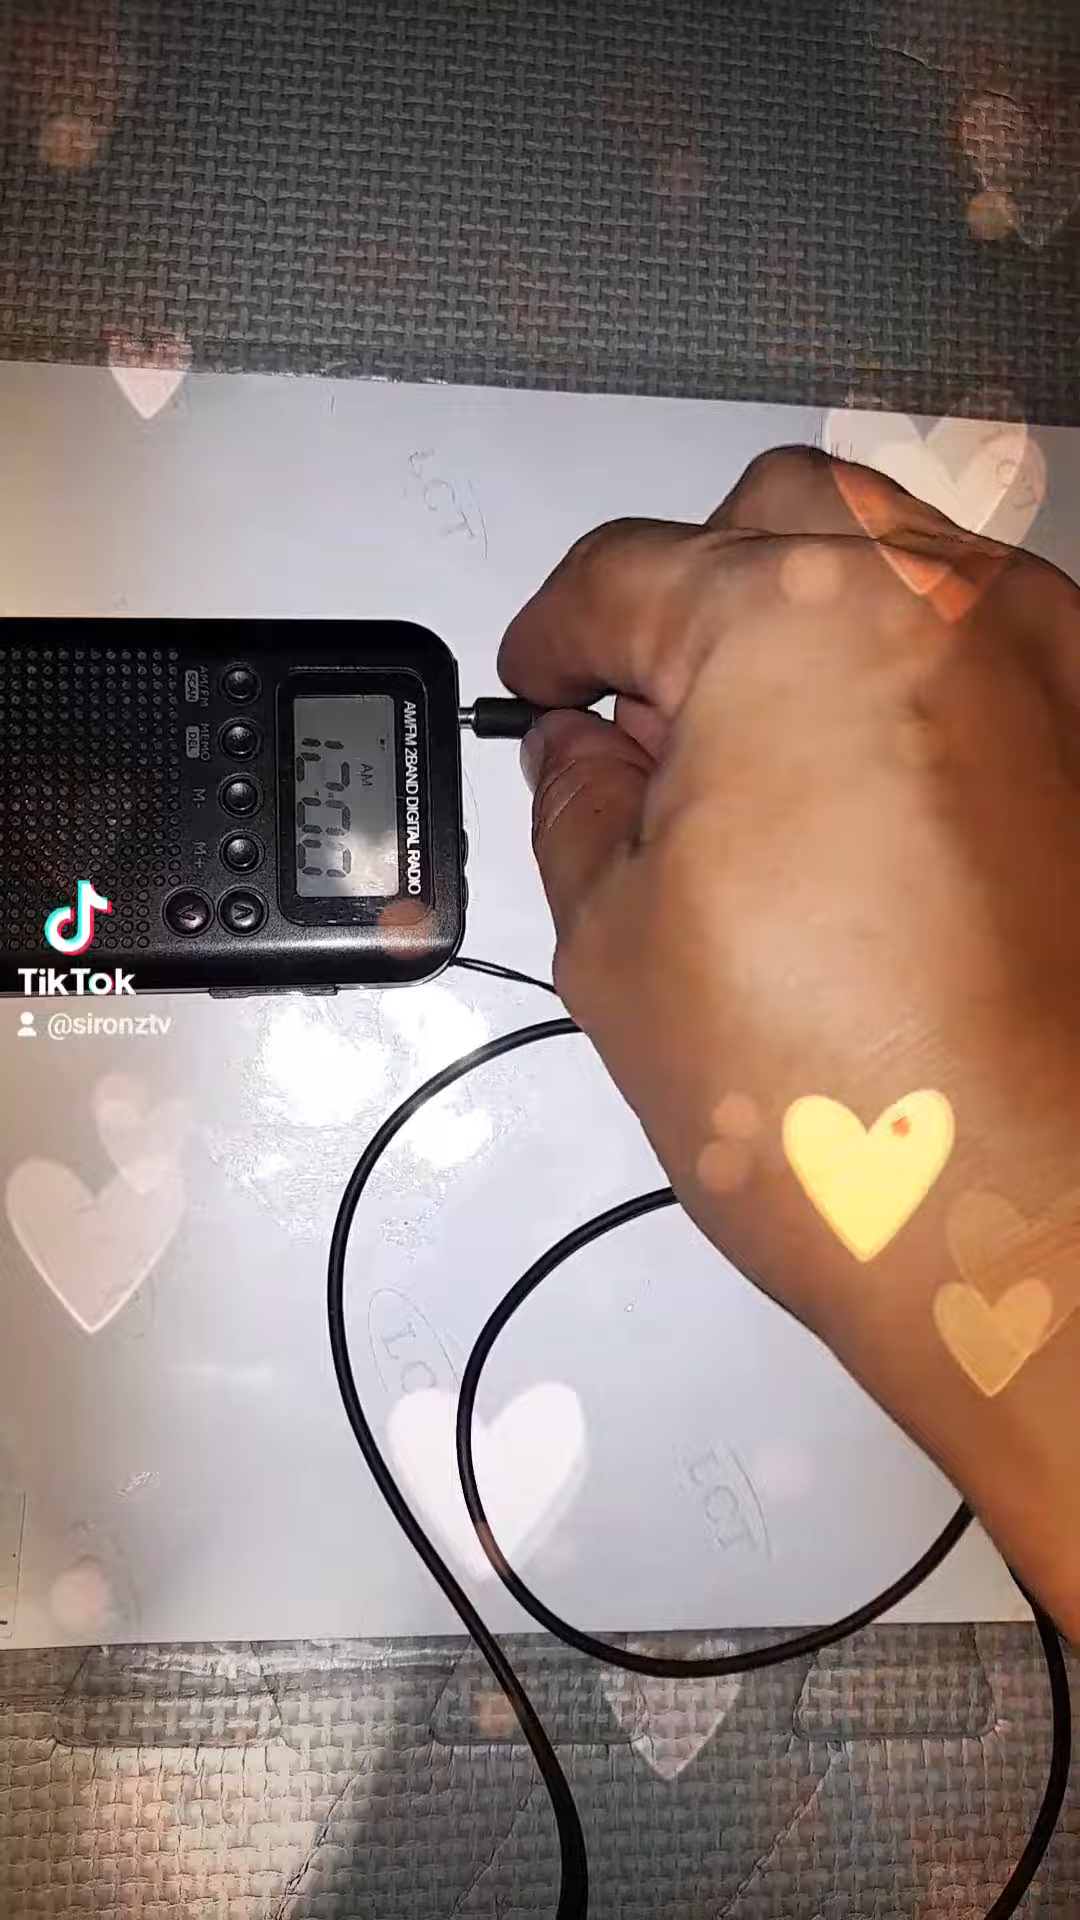 LCT
AM/FM 2BAND DIGITAL RADIO
AM
12:00
AM/FM
SCAN
MEMO
DEL
M-
M+
TikTok
@sironztv
LCT
LCT